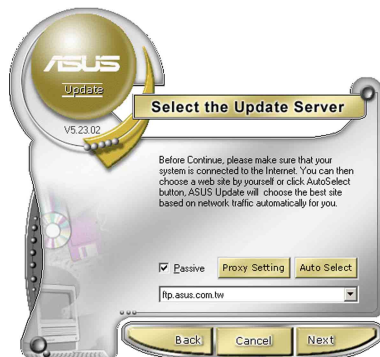 ASUS
Update
V5.23.02
Select the Update Server
Before Continue, please make sure that your
system is connected to the Internet. You can then
choose a web site by yourself or click AutoSelect
button, ASUS Update will choose the best site
based on network traffic automatically for you.
Passive
Proxy Setting
Auto Select
ftp.asus.com.tw
Back
Cancel
Next